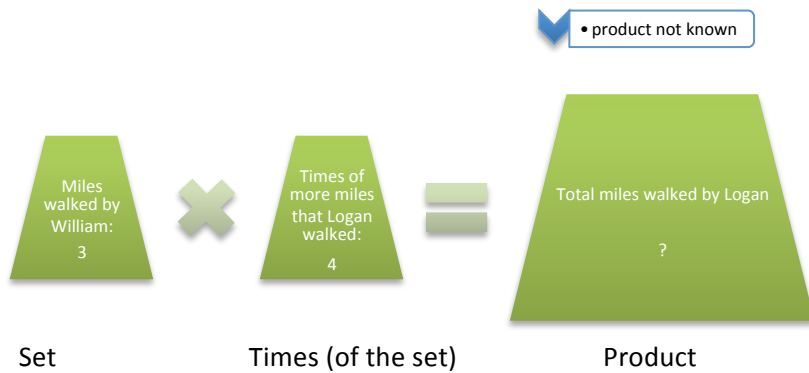 • product not known
Miles
walked by
William:
3
Times of
more miles
that Logan
walked:
4
Total miles walked by Logan
?
Set
Times (of the set)
Product